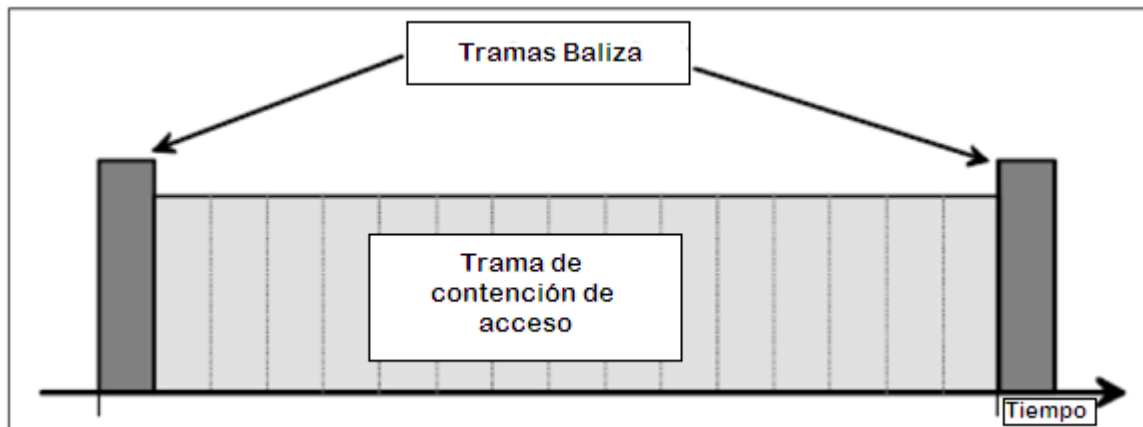 Tramas Baliza
Trama de
contención de
acceso
Tiempo